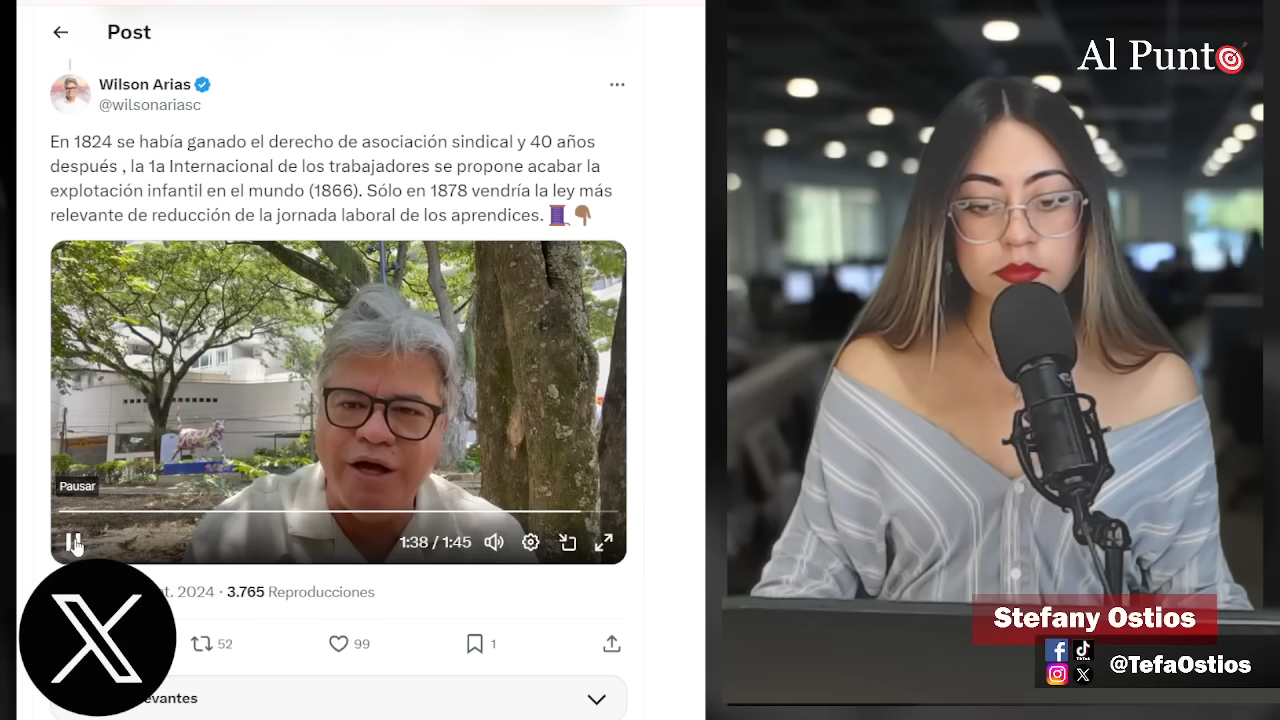 Post
Wilson Arias
@wilsonariasc
En 1824 se había ganado el derecho de asociación sindical y 40 años
después , la 1a Internacional de los trabajadores se propone acabar la
explotación infantil en el mundo (1866). Sólo en 1878 vendría la ley más
relevante de reducción de la jornada laboral de los aprendices.
Pausar
1:38 / 1:45
2024 · 3.765 Reproducciones
52
99
1
Al Punto
Stefany Ostios
@TefaOstios